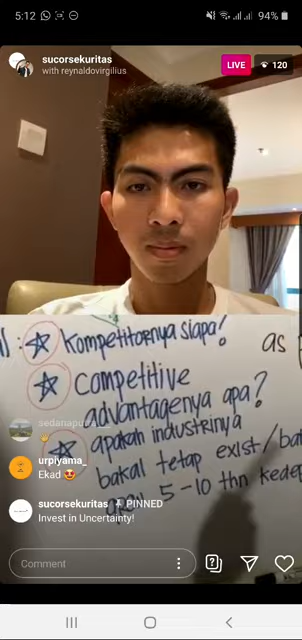 5:12 94%
sucorsekuritas
with reynaldovirgilius
LIVE 120
: Kompetitornya siapa?
as
competitive
advantagenya apa?
apakah industrinya
bakal tetap exist/
5-10 thn
urpiyama_
Ekad 😍
sucorsekuritas PINNED
Invest in Uncertainty!
Comment